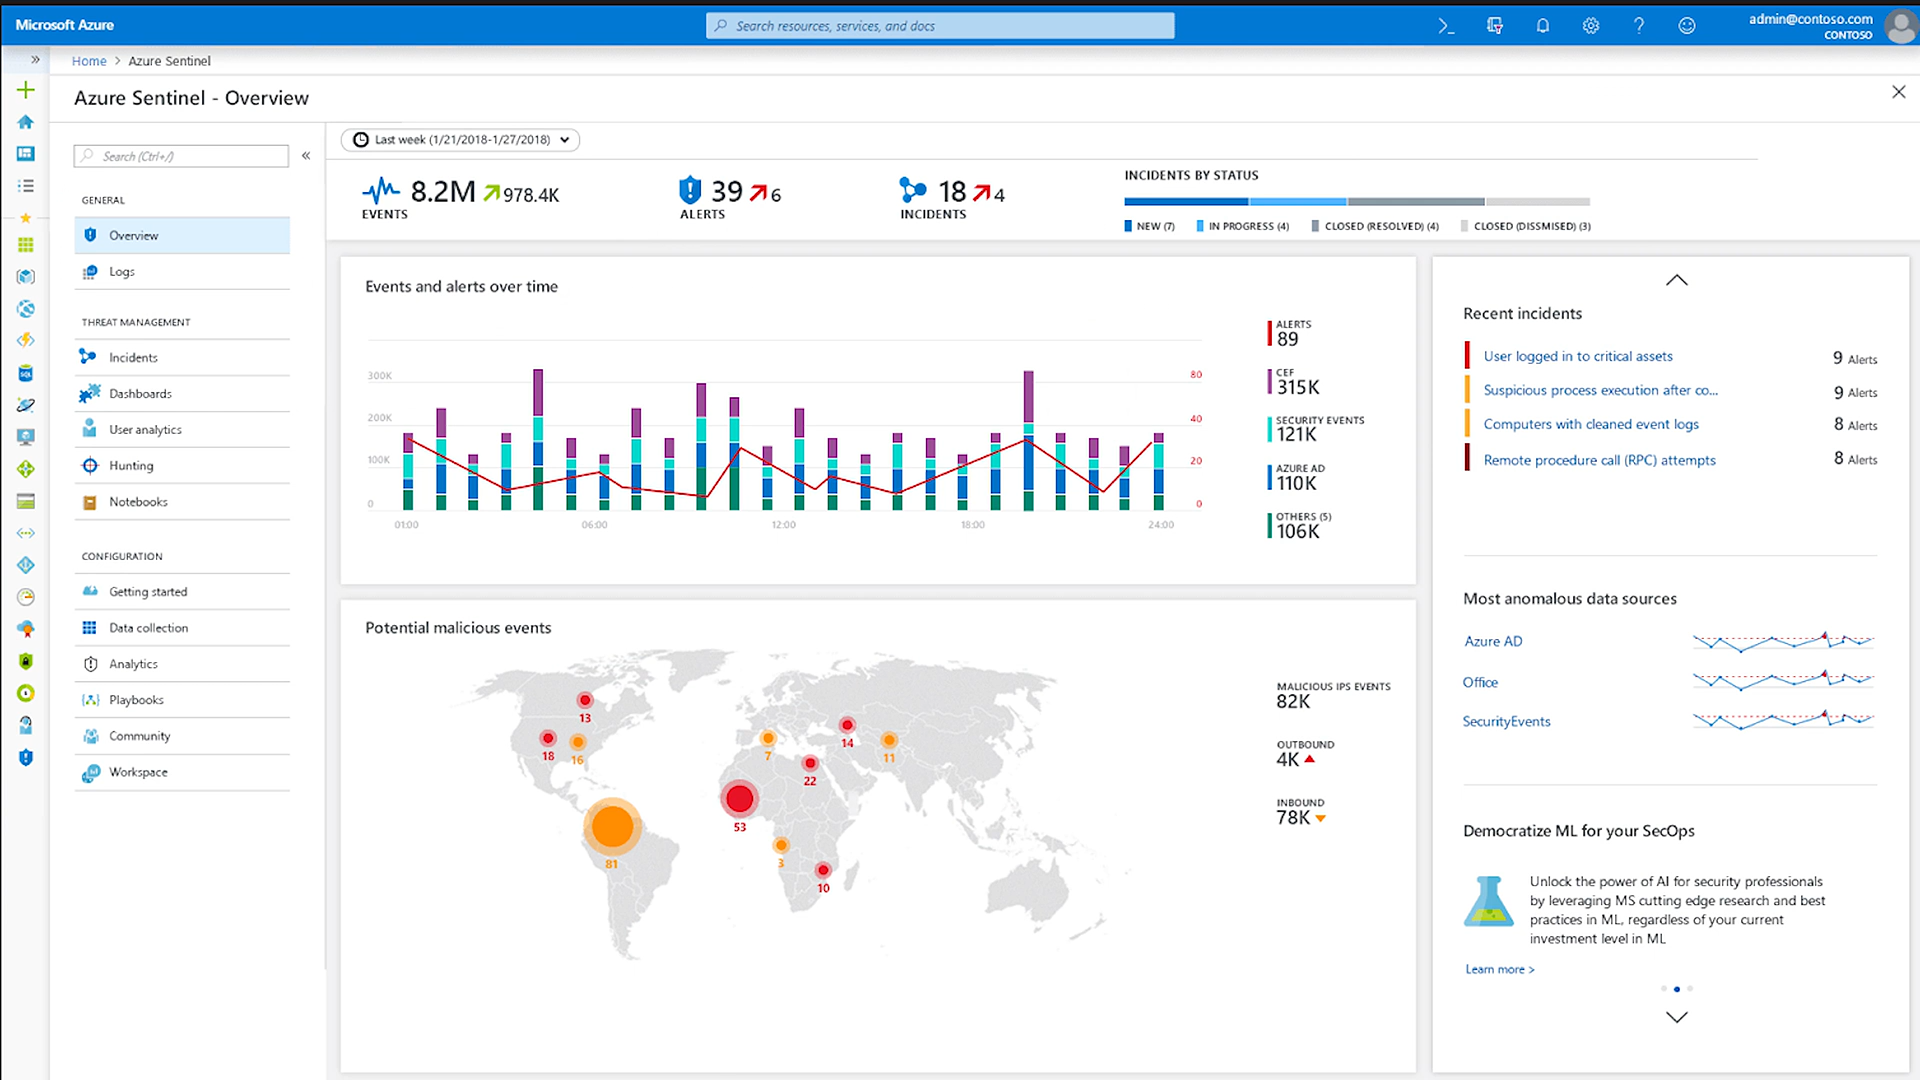 Microsoft Azure
Search resources, services, and docs
admin@contoso.com
CONTOSO
Home > Azure Sentinel
Azure Sentinel - Overview
Search (Ctrl+/)
GENERAL
Overview
Logs
THREAT MANAGEMENT
Incidents
Dashboards
User analytics
Hunting
Notebooks
CONFIGURATION
Getting started
Data collection
Analytics
Playbooks
Community
Workspace
Last week (1/21/2018-1/27/2018)
8.2M 978.4K
EVENTS
39 6
ALERTS
18 4
INCIDENTS
INCIDENTS BY STATUS
NEW (7) IN PROGRESS (4) CLOSED (RESOLVED) (4) CLOSED (DISSMISED) (3)
Events and alerts over time
300K
200K
100K
0
80
40
20
0
01:00 06:00 12:00 18:00 24:00
ALERTS
89
CEF
315K
SECURITY EVENTS
121K
AZURE AD
110K
OTHERS (5)
106K
Potential malicious events
13
18
16
7
14
11
22
53
81
3
10
MALICIOUS IPS EVENTS
82K
OUTBOUND
4K
INBOUND
78K
Recent incidents
User logged in to critical assets 9 Alerts
Suspicious process execution after co... 9 Alerts
Computers with cleaned event logs 8 Alerts
Remote procedure call (RPC) attempts 8 Alerts
Most anomalous data sources
Azure AD
Office
SecurityEvents
Democratize ML for your SecOps
Unlock the power of AI for security professionals
by leveraging MS cutting edge research and best
practices in ML, regardless of your current
investment level in ML
Learn more >